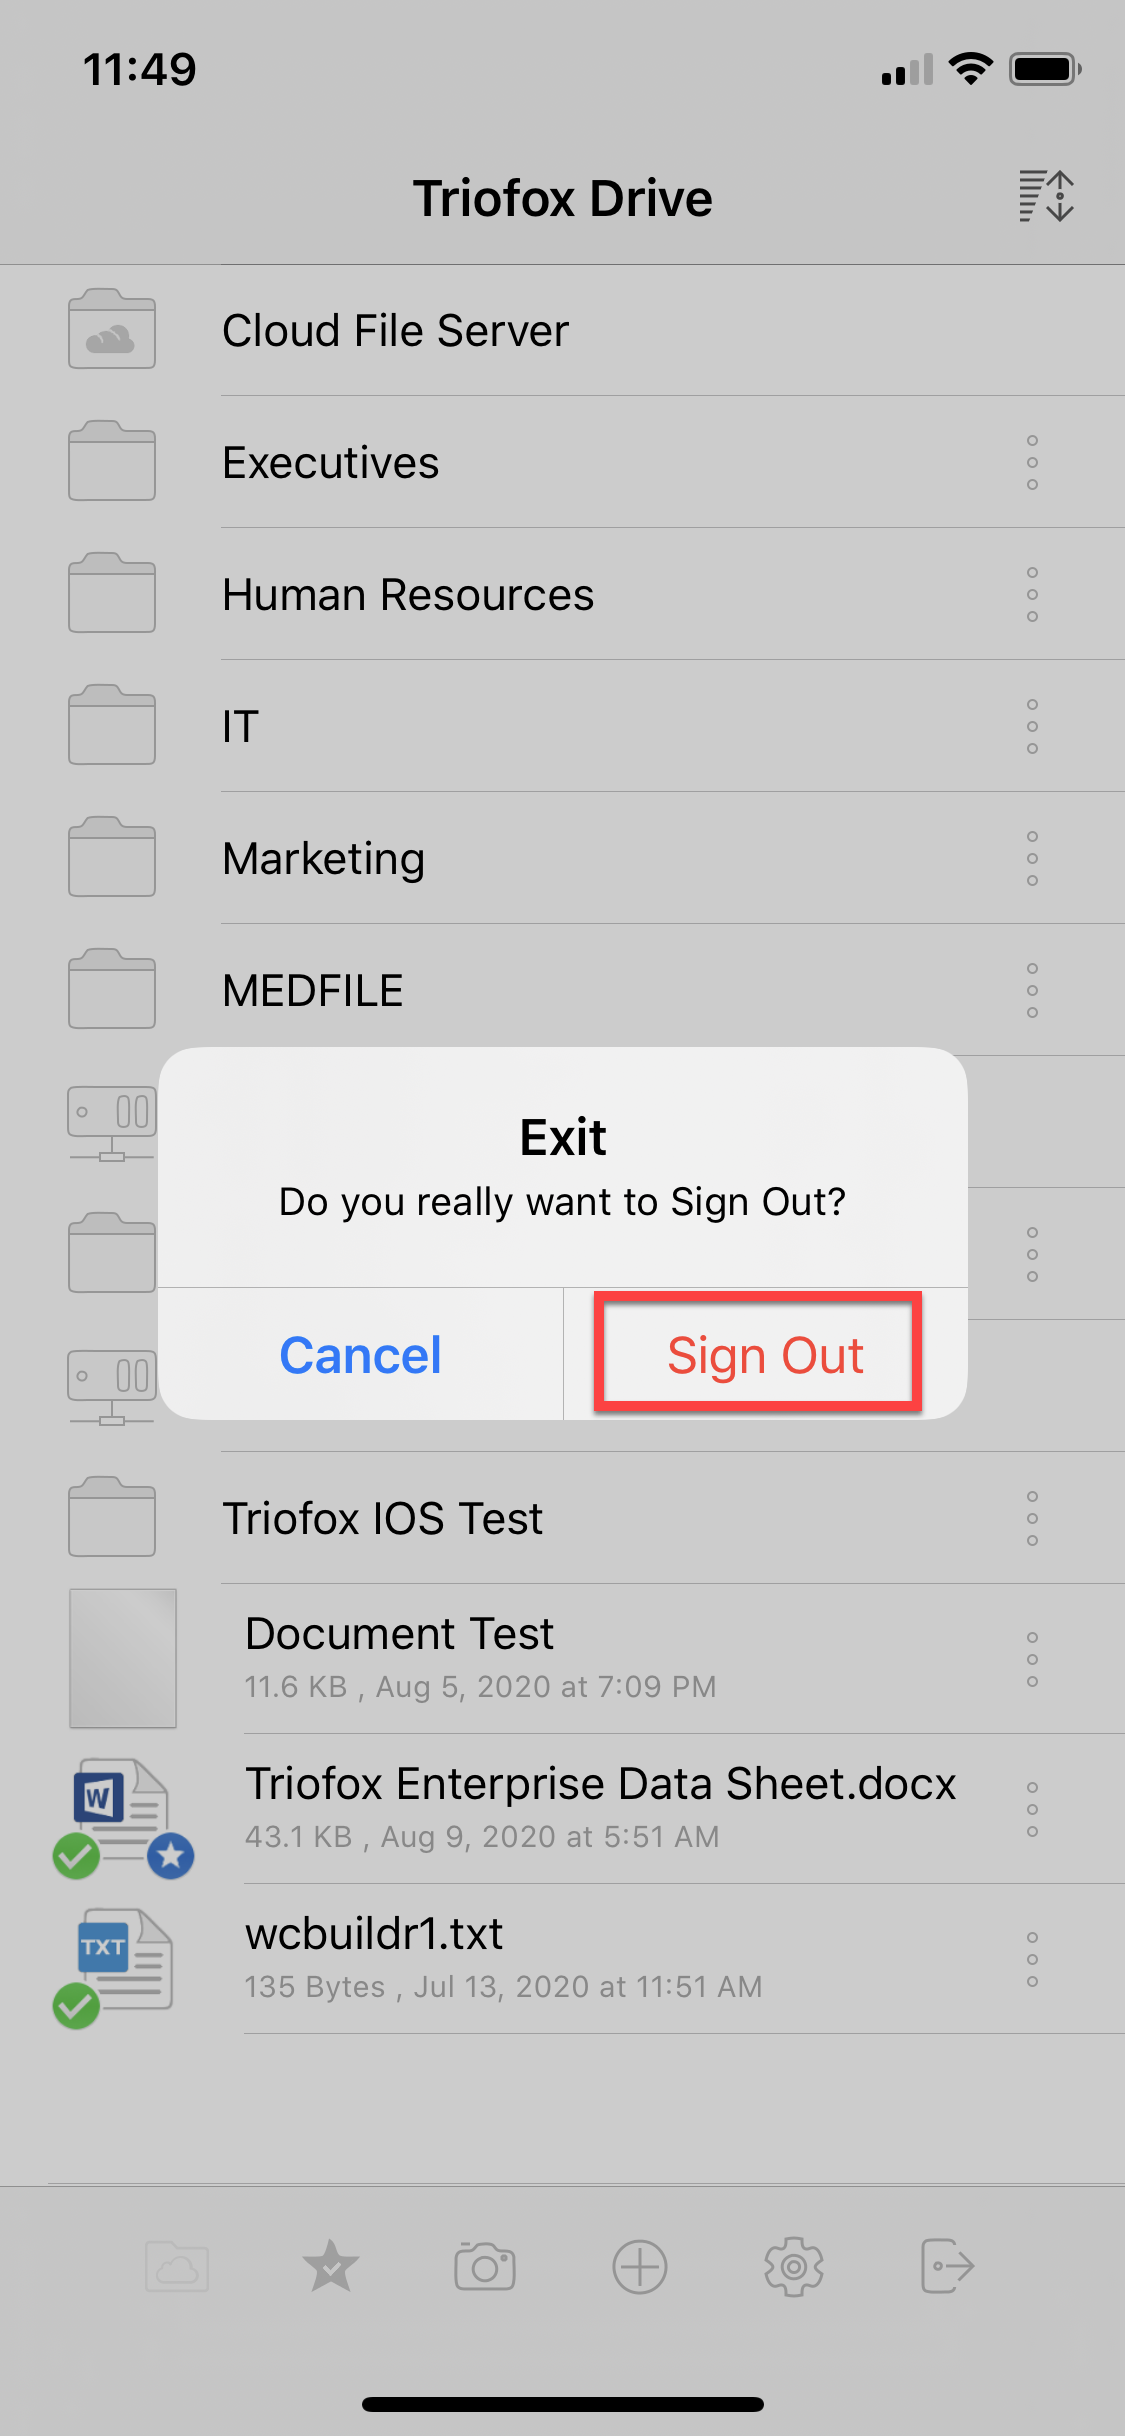 11:49
Triofox Drive
Cloud File Server
Executives
Human Resources
IT
Marketing
MEDFILE
Exit
Do you really want to Sign Out?
Cancel
Sign Out
Triofox IOS Test
Document Test
11.6 KB , Aug 5, 2020 at 7:09 PM
W
Triofox Enterprise Data Sheet.docx
43.1 KB , Aug 9, 2020 at 5:51 AM
TXT
wcbuildr1.txt
135 Bytes , Jul 13, 2020 at 11:51 AM